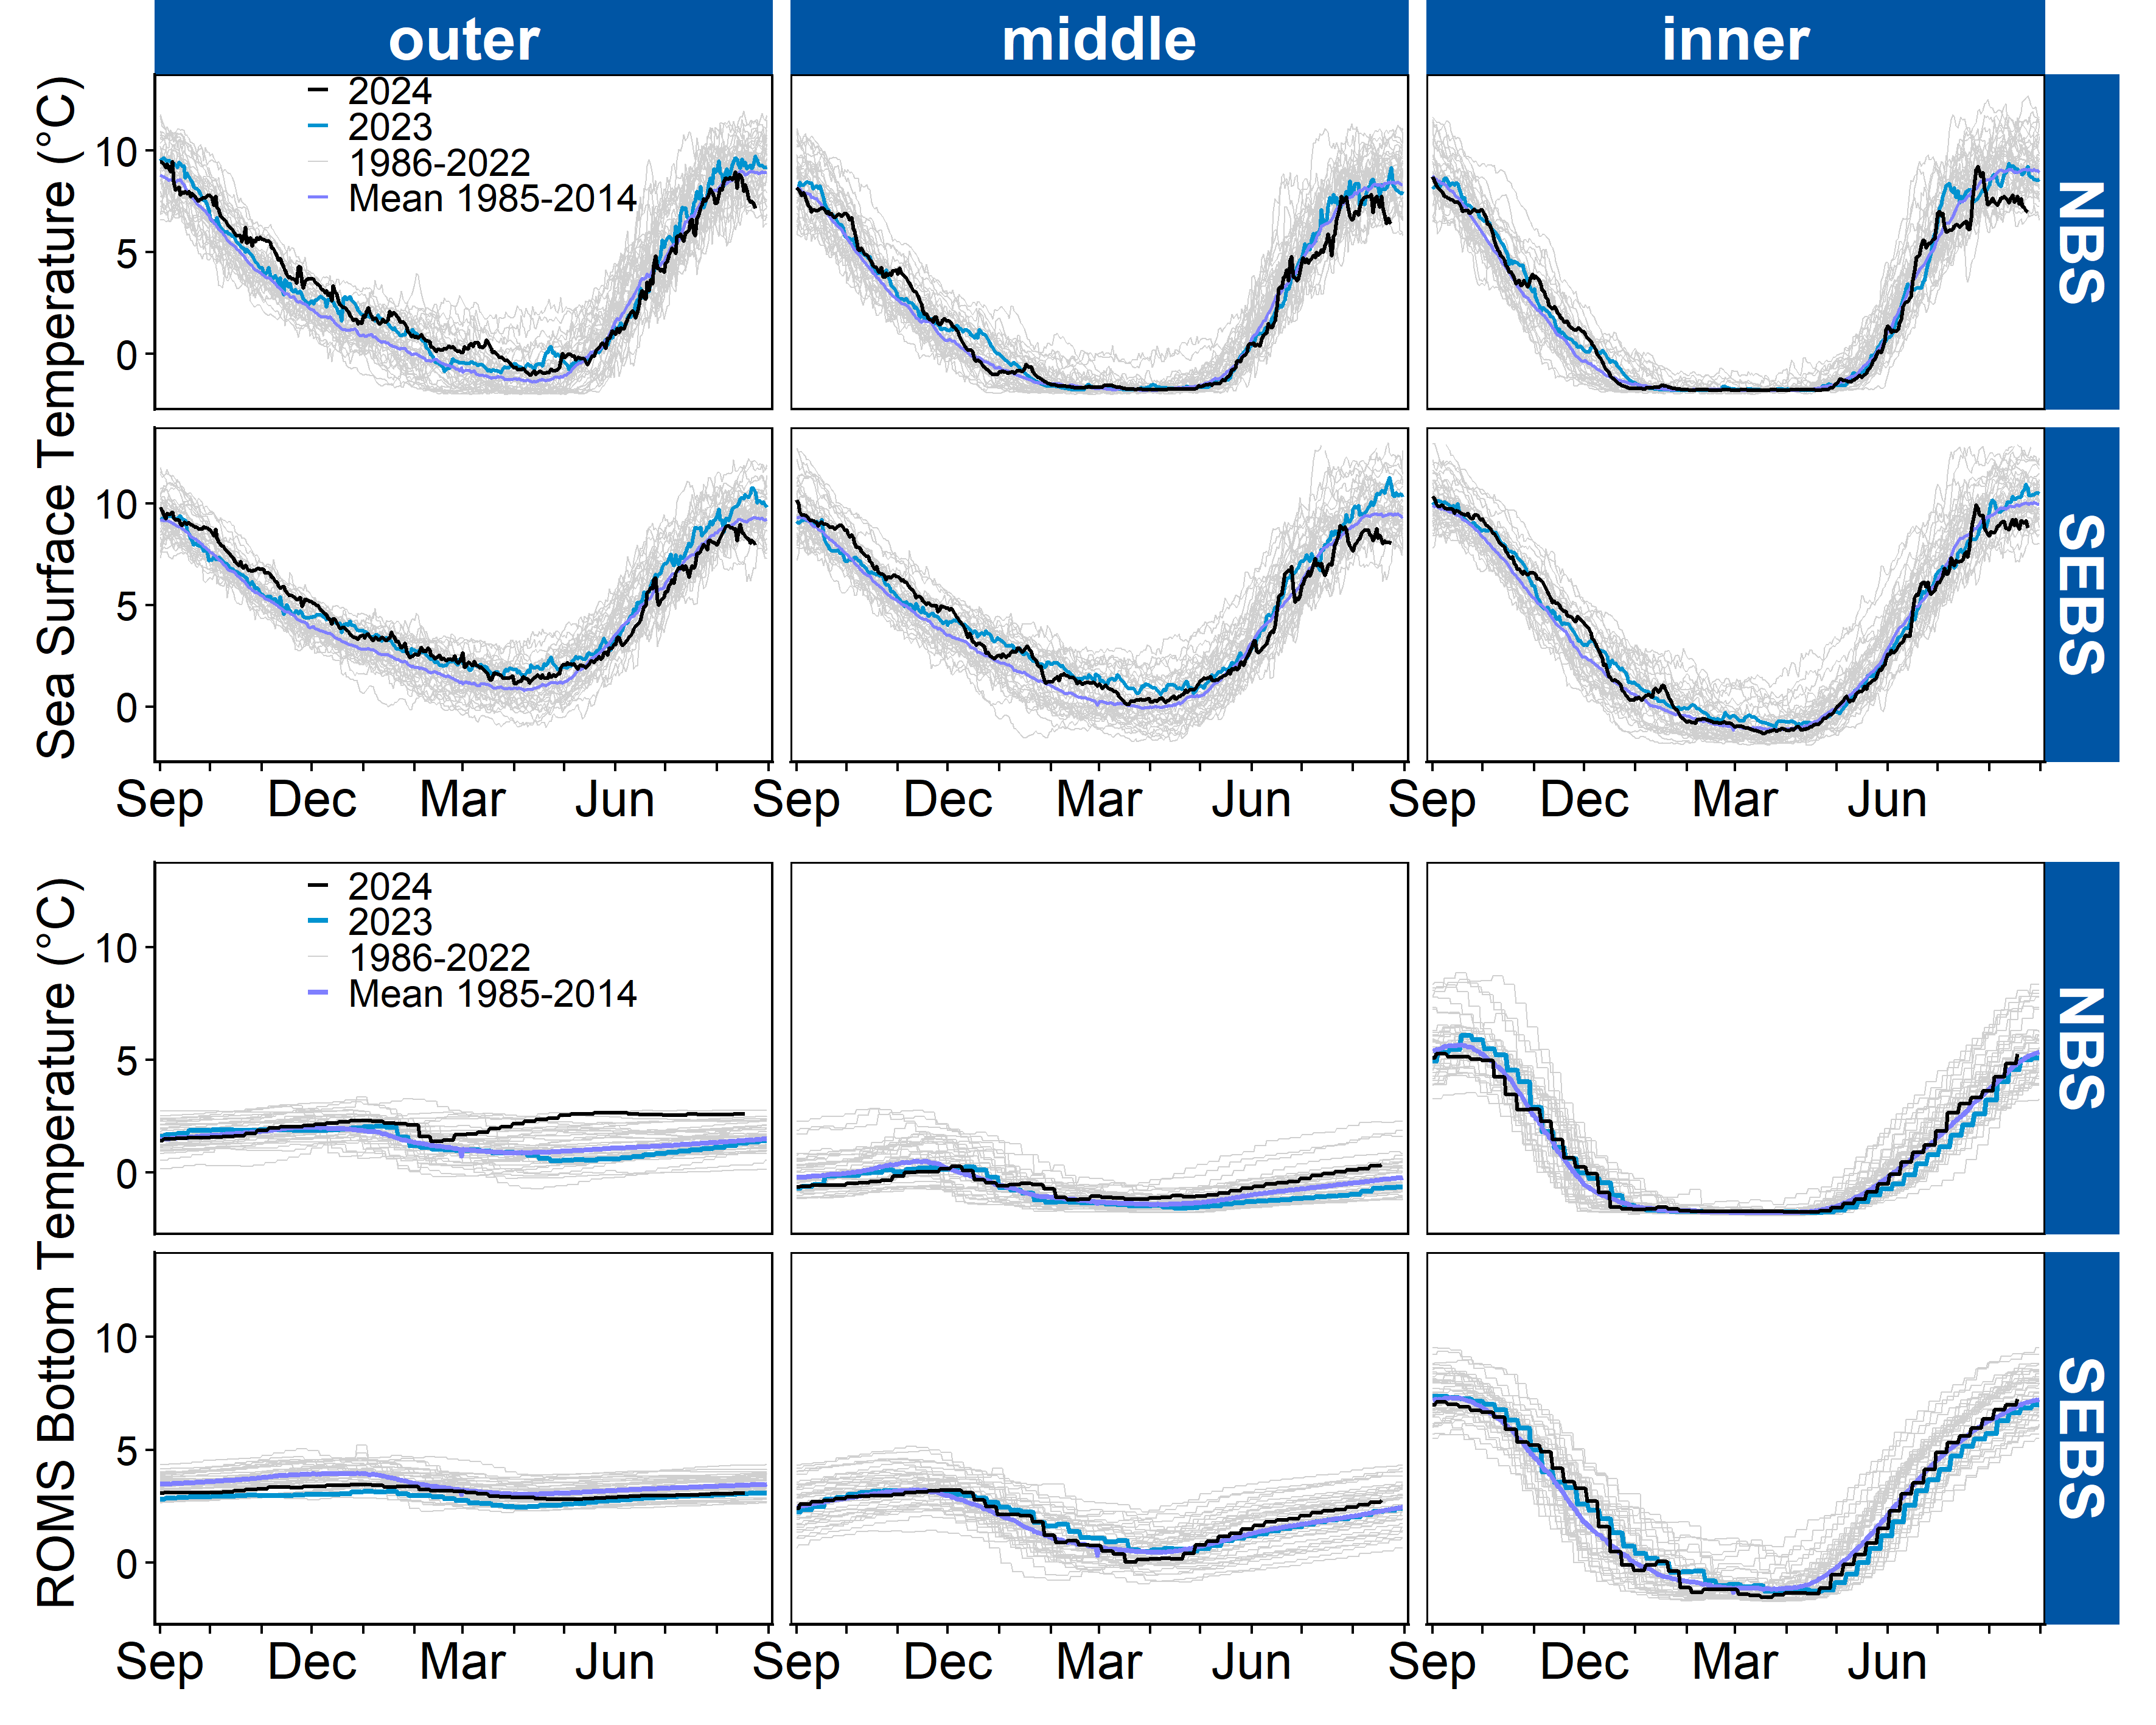 outer middle inner
Sea Surface Temperature (°C)
2024
2023
1986-2022
Mean 1985-2014
10
5
0
NBS
10
5
0
SEBS
Sep Dec Mar Jun Sep Dec Mar Jun Sep Dec Mar Jun
ROMS Bottom Temperature (°C)
2024
2023
1986-2022
Mean 1985-2014
10
5
0
NBS
10
5
0
SEBS
Sep Dec Mar Jun Sep Dec Mar Jun Sep Dec Mar Jun